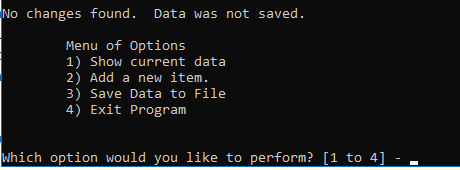 No changes found.  Data was not saved.
Menu of Options
1) Show current data
2) Add a new item.
3) Save Data to File
4) Exit Program
Which option would you like to perform? [1 to 4] - _